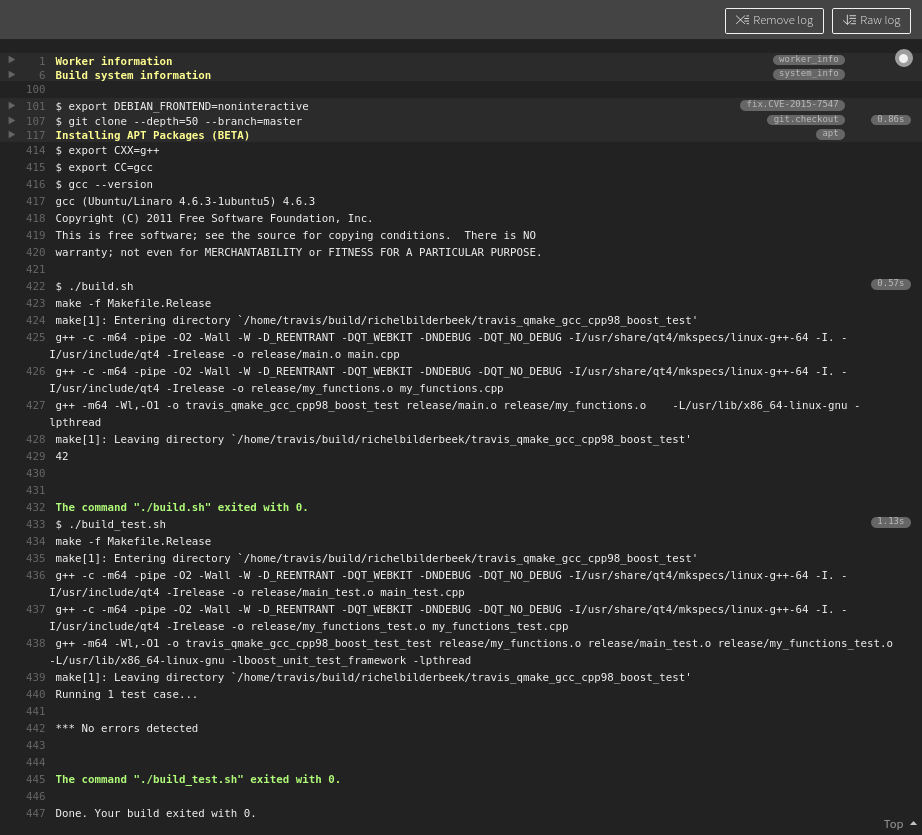 Remove log Raw log
1 Worker information worker_info
6 Build system information system_info
100
101 $ export DEBIAN_FRONTEND=noninteractive fix.CVE-2015-7547
107 $ git clone --depth=50 --branch=master git.checkout 0.86s
117 Installing APT Packages (BETA) apt
414 $ export CXX=g++
415 $ export CC=gcc
416 $ gcc --version
417 gcc (Ubuntu/Linaro 4.6.3-1ubuntu5) 4.6.3
418 Copyright (C) 2011 Free Software Foundation, Inc.
419 This is free software; see the source for copying conditions.  There is NO
420 warranty; not even for MERCHANTABILITY or FITNESS FOR A PARTICULAR PURPOSE.
421
422 $ ./build.sh 0.57s
423 make -f Makefile.Release
424 make[1]: Entering directory `/home/travis/build/richelbilderbeek/travis_qmake_gcc_cpp98_boost_test'
425 g++ -c -m64 -pipe -O2 -Wall -W -D_REENTRANT -DQT_WEBKIT -DNDEBUG -DQT_NO_DEBUG -I/usr/share/qt4/mkspecs/linux-g++-64 -I. -
I/usr/include/qt4 -Irelease -o release/main.o main.cpp
426 g++ -c -m64 -pipe -O2 -Wall -W -D_REENTRANT -DQT_WEBKIT -DNDEBUG -DQT_NO_DEBUG -I/usr/share/qt4/mkspecs/linux-g++-64 -I. -
I/usr/include/qt4 -Irelease -o release/my_functions.o my_functions.cpp
427 g++ -m64 -Wl,-O1 -o travis_qmake_gcc_cpp98_boost_test release/main.o release/my_functions.o    -L/usr/lib/x86_64-linux-gnu -
lpthread
428 make[1]: Leaving directory `/home/travis/build/richelbilderbeek/travis_qmake_gcc_cpp98_boost_test'
429 42
430
431
432 The command "./build.sh" exited with 0.
433 $ ./build_test.sh 1.13s
434 make -f Makefile.Release
435 make[1]: Entering directory `/home/travis/build/richelbilderbeek/travis_qmake_gcc_cpp98_boost_test'
436 g++ -c -m64 -pipe -O2 -Wall -W -D_REENTRANT -DQT_WEBKIT -DNDEBUG -DQT_NO_DEBUG -I/usr/share/qt4/mkspecs/linux-g++-64 -I. -
I/usr/include/qt4 -Irelease -o release/main_test.o main_test.cpp
437 g++ -c -m64 -pipe -O2 -Wall -W -D_REENTRANT -DQT_WEBKIT -DNDEBUG -DQT_NO_DEBUG -I/usr/share/qt4/mkspecs/linux-g++-64 -I. -
I/usr/include/qt4 -Irelease -o release/my_functions_test.o my_functions_test.cpp
438 g++ -m64 -Wl,-O1 -o travis_qmake_gcc_cpp98_boost_test_test release/my_functions.o release/main_test.o release/my_functions_test.o
-L/usr/lib/x86_64-linux-gnu -lboost_unit_test_framework -lpthread
439 make[1]: Leaving directory `/home/travis/build/richelbilderbeek/travis_qmake_gcc_cpp98_boost_test'
440 Running 1 test case...
441
442 *** No errors detected
443
444
445 The command "./build_test.sh" exited with 0.
446
447 Done. Your build exited with 0.
Top